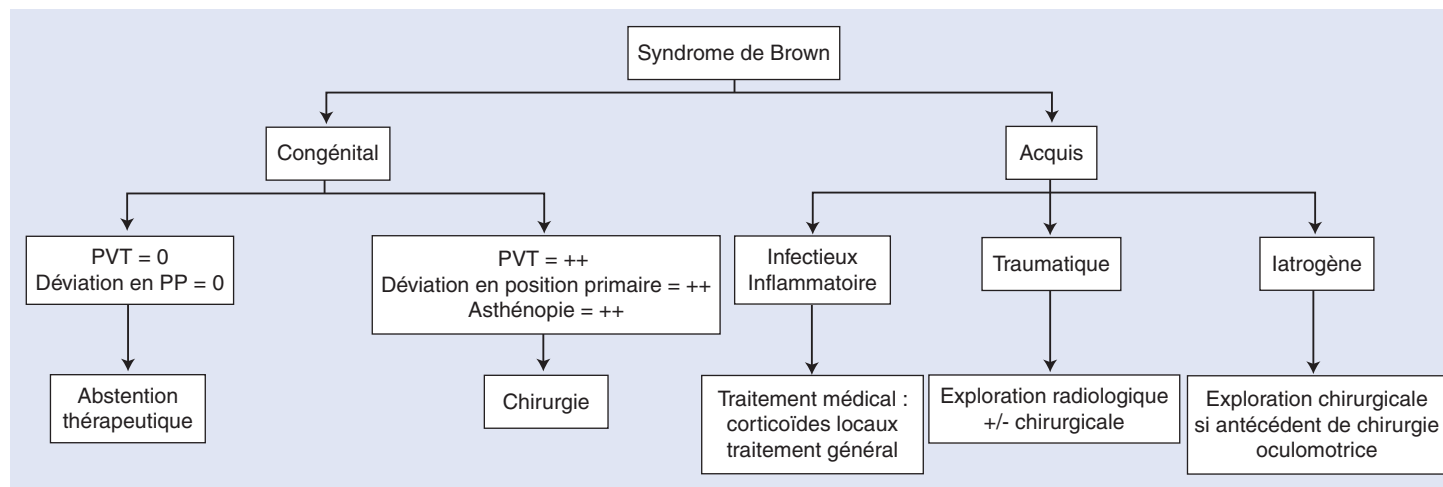 Syndrome de Brown
Congénital
Acquis
PVT = 0
Déviation en PP = 0
PVT = ++
Déviation en position primaire = ++
Asthénopie = ++
Infectieux
Inflammatoire
Traumatique
Iatrogène
Abstention
thérapeutique
Chirurgie
Traitement médical :
corticoïdes locaux
traitement général
Exploration radiologique
+/- chirurgicale
Exploration chirurgicale
si antécédent de chirurgie
oculomotrice